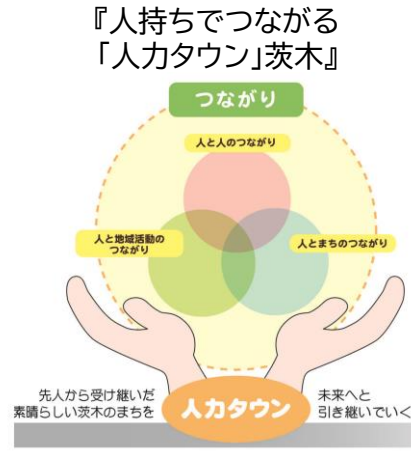 『人持ちでつながる
「人力タウン」茨木』
つながり
人と人のつながり
人と地域活動の
つながり
人とまちのつながり
先人から受け継いだ
素晴らしい茨木のまちを
人力タウン
未来へと
引き継いでいく